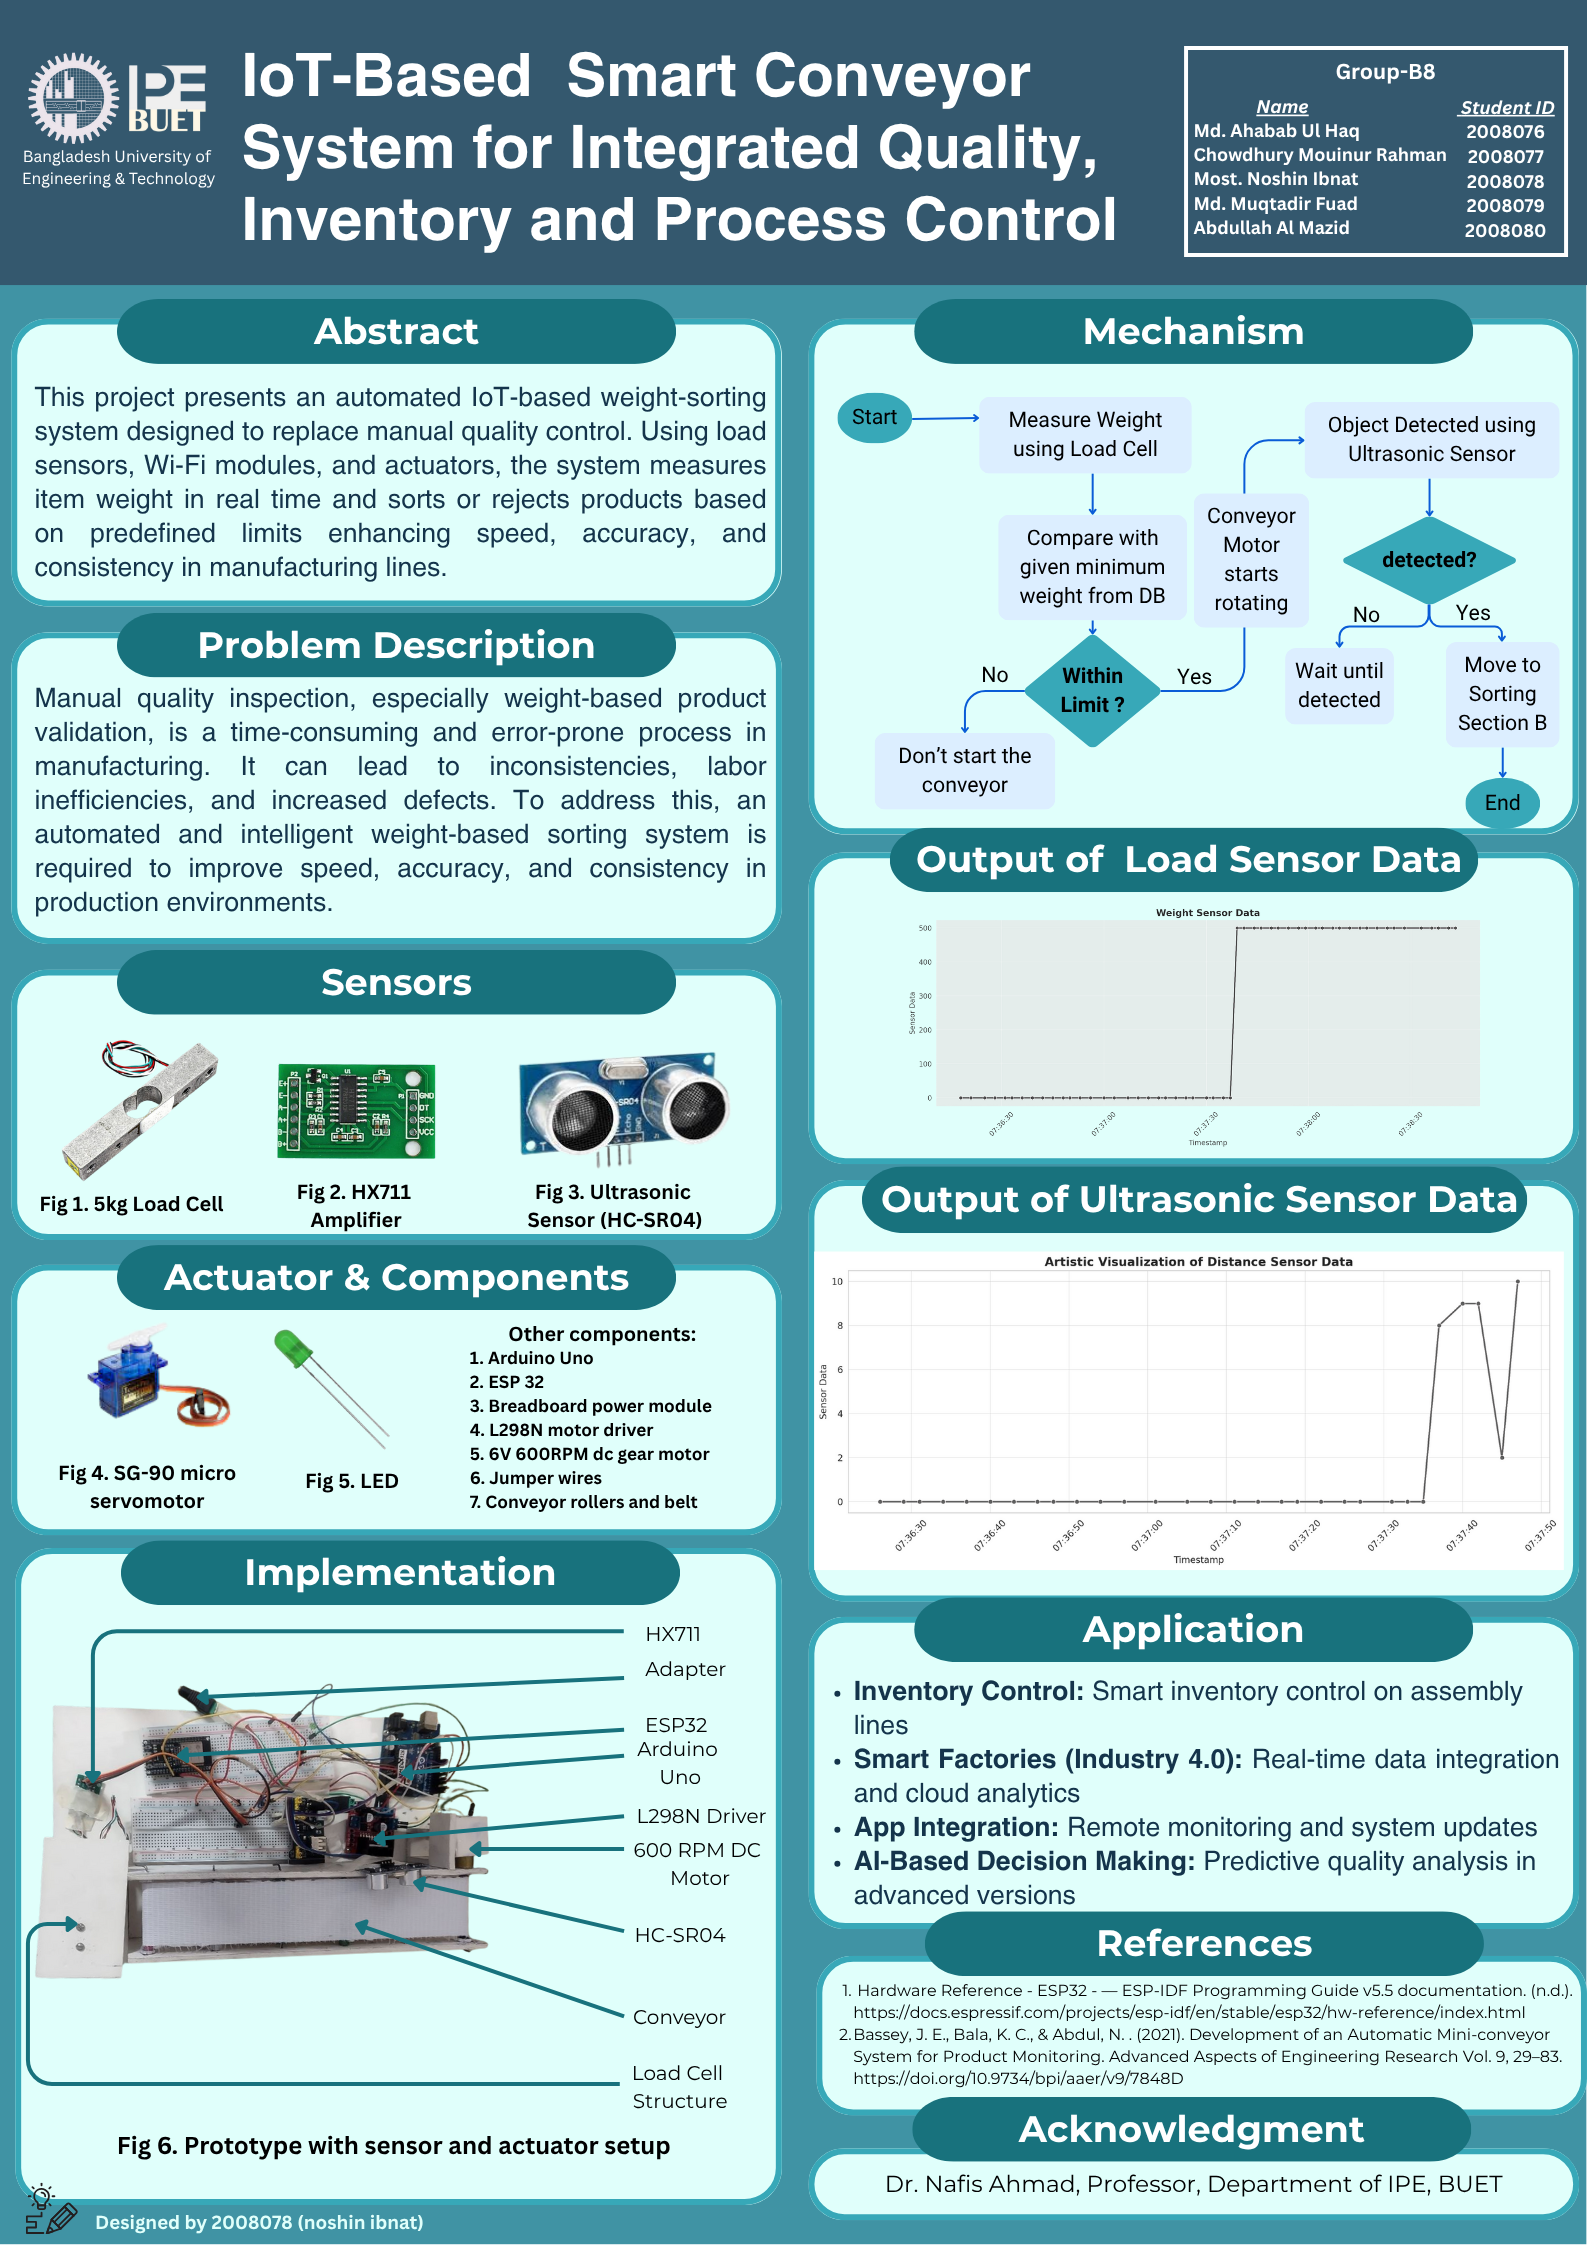 IPE
BUET
Bangladesh University of
Engineering & Technology
IoT-Based Smart Conveyor
System for Integrated Quality,
Inventory and Process Control
Group-B8
Name Student ID
Md. Ahabab Ul Haq 2008076
Chowdhury Mouinur Rahman 2008077
Most. Noshin Ibnat 2008078
Md. Muqtadir Fuad 2008079
Abdullah Al Mazid 2008080
Abstract
This project presents an automated IoT-based weight-sorting
system designed to replace manual quality control. Using load
sensors, Wi-Fi modules, and actuators, the system measures
item weight in real time and sorts or rejects products based
on predefined limits enhancing speed, accuracy, and
consistency in manufacturing lines.
Problem Description
Manual quality inspection, especially weight-based product
validation, is a time-consuming and error-prone process in
manufacturing. It can lead to inconsistencies, labor
inefficiencies, and increased defects. To address this, an
automated and intelligent weight-based sorting system is
required to improve speed, accuracy, and consistency in
production environments.
Sensors
Fig 1. 5kg Load Cell
Fig 2. HX711
Amplifier
Fig 3. Ultrasonic
Sensor (HC-SR04)
Actuator & Components
Fig 4. SG-90 micro
servomotor
Fig 5. LED
Other components:
1. Arduino Uno
2. ESP 32
3. Breadboard power module
4. L298N motor driver
5. 6V 600RPM dc gear motor
6. Jumper wires
7. Conveyor rollers and belt
Implementation
HX711
Adapter
ESP32
Arduino
Uno
L298N Driver
600 RPM DC
Motor
HC-SR04
Conveyor
Load Cell
Structure
Fig 6. Prototype with sensor and actuator setup
Designed by 2008078 (noshin ibnat)
Mechanism
Start
Measure Weight
using Load Cell
Compare with
given minimum
weight from DB
Within
Limit ?
No
Yes
Don't start the
conveyor
Conveyor
Motor
starts
rotating
Object Detected using
Ultrasonic Sensor
detected?
No
Yes
Wait until
detected
Move to
Sorting
Section B
End
Output of Load Sensor Data
Weight Sensor Data
Sensor Data
500
400
300
200
100
0
07:36:30 07:37:00 07:37:30 07:38:00 07:38:30
Timestamp
Output of Ultrasonic Sensor Data
Artistic Visualization of Distance Sensor Data
Sensor Data
10
8
6
4
2
0
07:36:30 07:36:40 07:36:50 07:37:00 07:37:10 07:37:20 07:37:30 07:37:40 07:37:50
Timestamp
Application
• Inventory Control: Smart inventory control on assembly
lines
• Smart Factories (Industry 4.0): Real-time data integration
and cloud analytics
• App Integration: Remote monitoring and system updates
• AI-Based Decision Making: Predictive quality analysis in
advanced versions
References
1. Hardware Reference - ESP32 - — ESP-IDF Programming Guide v5.5 documentation. (n.d.).
https://docs.espressif.com/projects/esp-idf/en/stable/esp32/hw-reference/index.html
2. Bassey, J. E., Bala, K. C., & Abdul, N. . (2021). Development of an Automatic Mini-conveyor
System for Product Monitoring. Advanced Aspects of Engineering Research Vol. 9, 29–83.
https://doi.org/10.9734/bpi/aaer/v9/7848D
Acknowledgment
Dr. Nafis Ahmad, Professor, Department of IPE, BUET